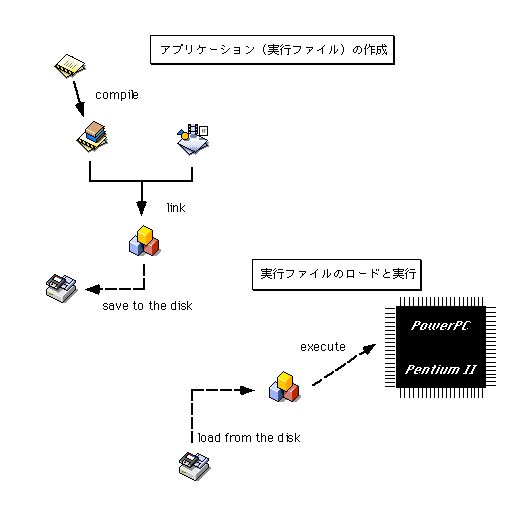 アプリケーション（実行ファイル）の作成
compile
link
save to the disk
実行ファイルのロードと実行
execute
PowerPC
Pentium II
load from the disk